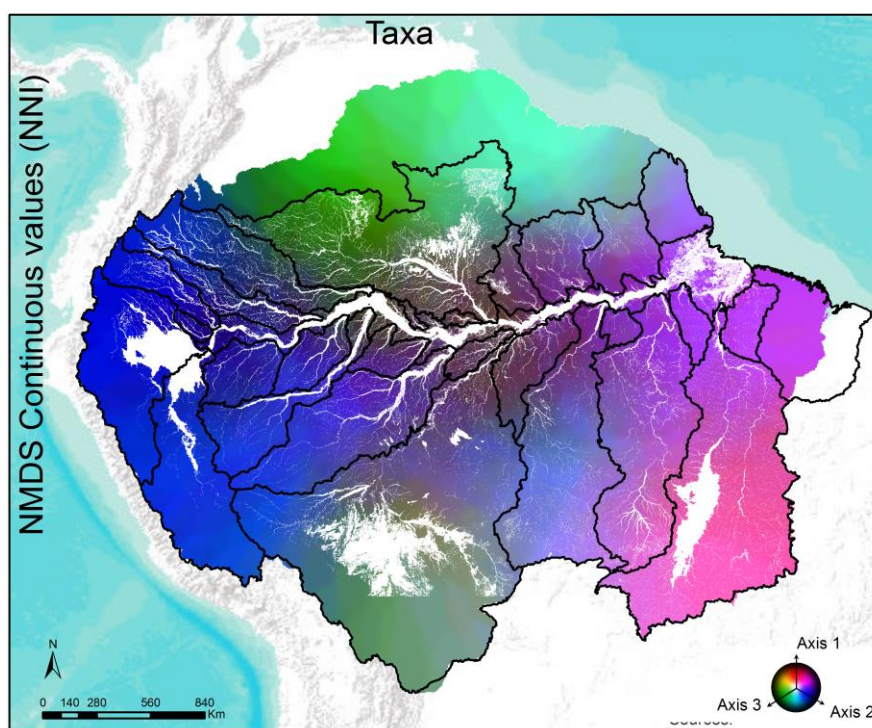 Taxa
NMDS Continuous values (NNI)
N
0 140 280 560 840
Km
Axis 1
Axis 3
Axis 2